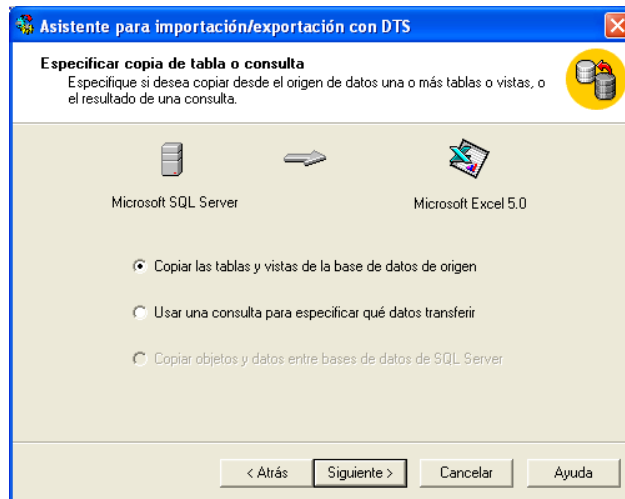 Asistente para importación/exportación con DTS
Especificar copia de tabla o consulta
Especifique si desea copiar desde el origen de datos una o más tablas o vistas, o
el resultado de una consulta.
Microsoft SQL Server
Microsoft Excel 5.0
Copiar las tablas y vistas de la base de datos de origen
Usar una consulta para especificar qué datos transferir
Copiar objetos y datos entre bases de datos de SQL Server
< Atrás
Siguiente >
Cancelar
Ayuda